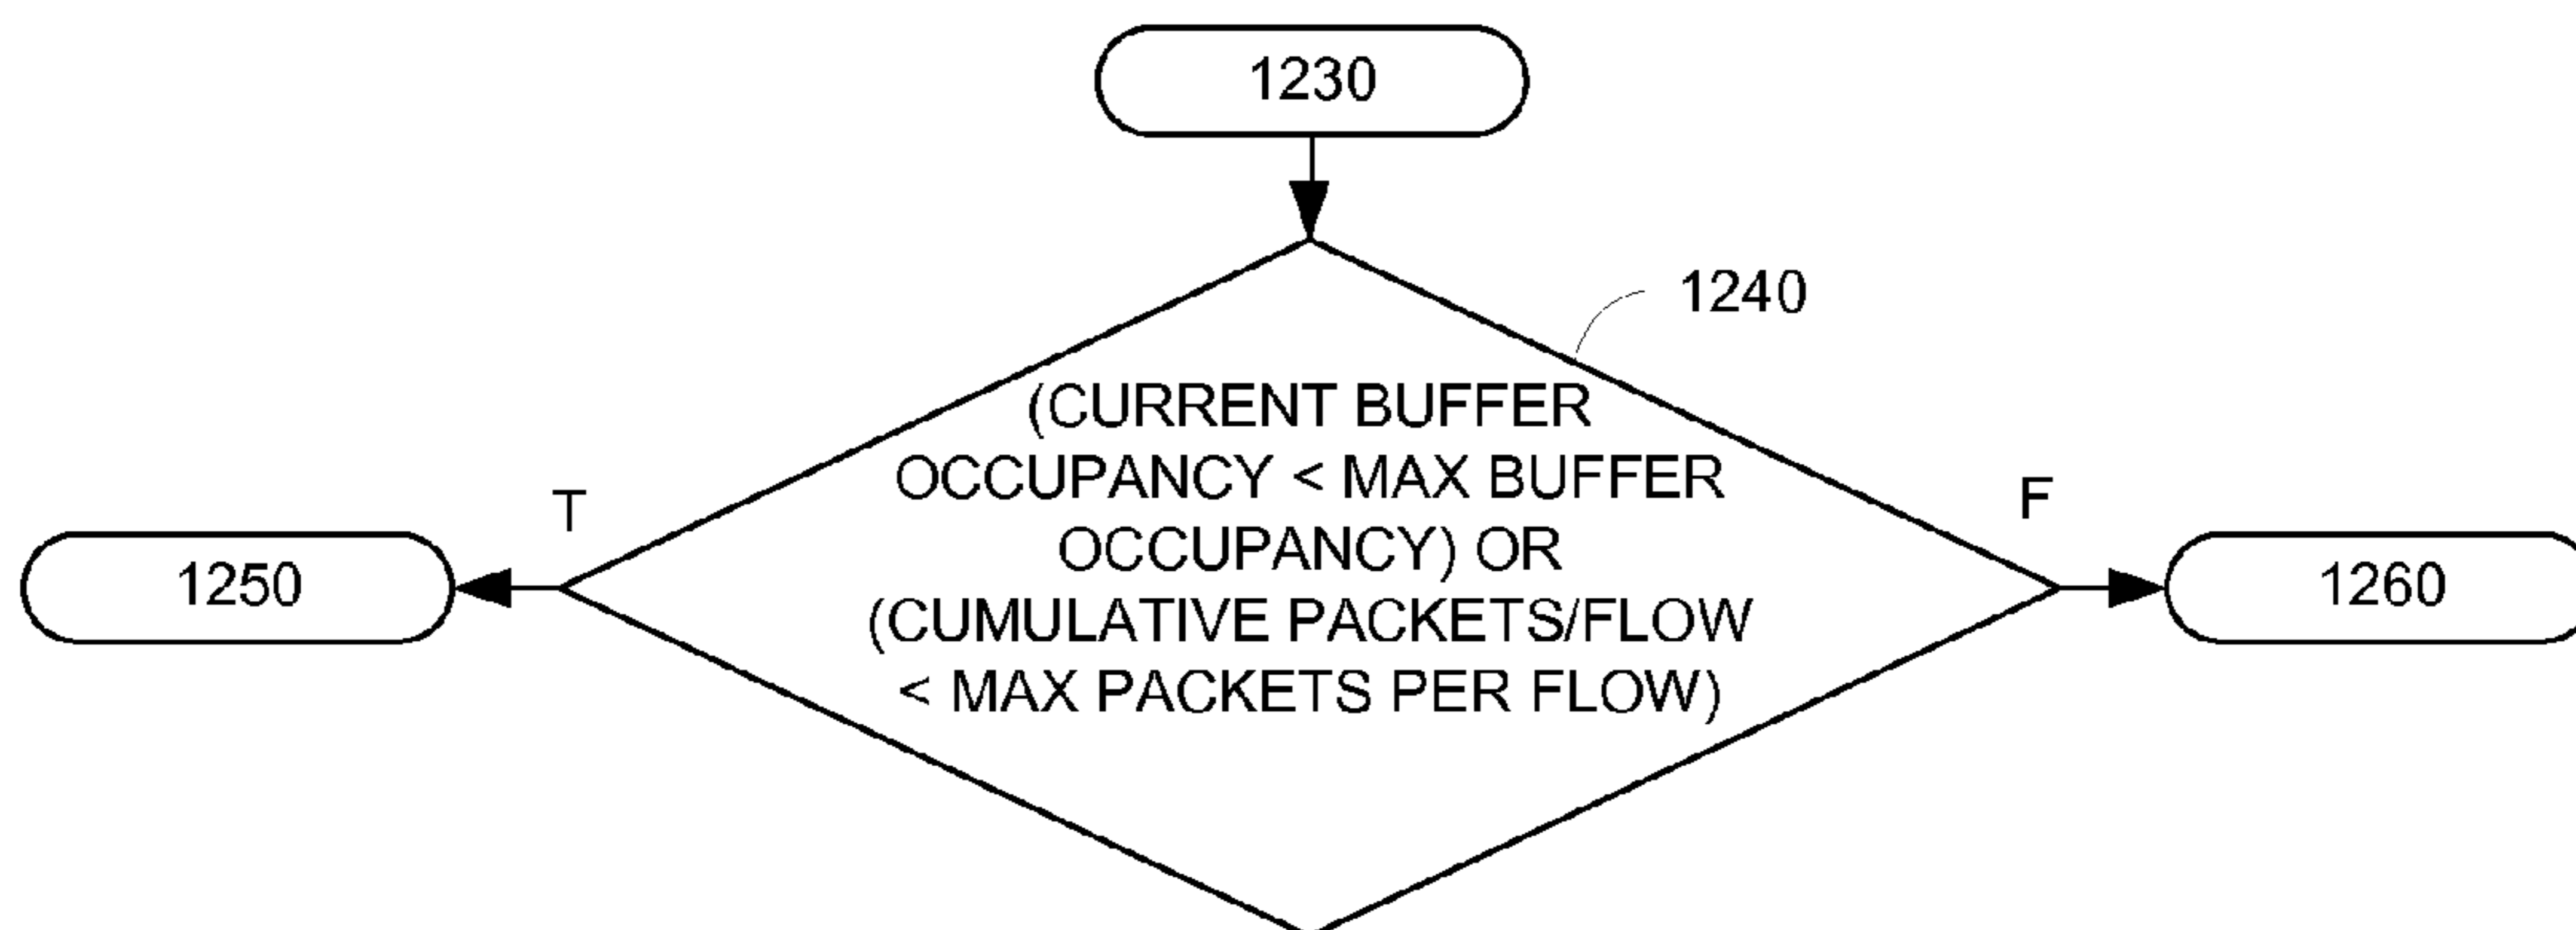 1230
1240
(CURRENT BUFFER
OCCUPANCY < MAX BUFFER
OCCUPANCY) OR
(CUMULATIVE PACKETS/FLOW
< MAX PACKETS PER FLOW)
T
F
1250
1260